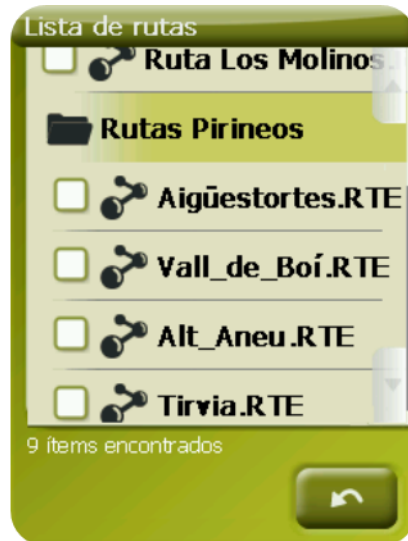 Lista de rutas
Ruta Los Molinos.
Rutas Pirineos
Aigüestortes.RTE
Vall_de_Boí.RTE
Alt_Aneu.RTE
Tirvia.RTE
9 ítems encontrados